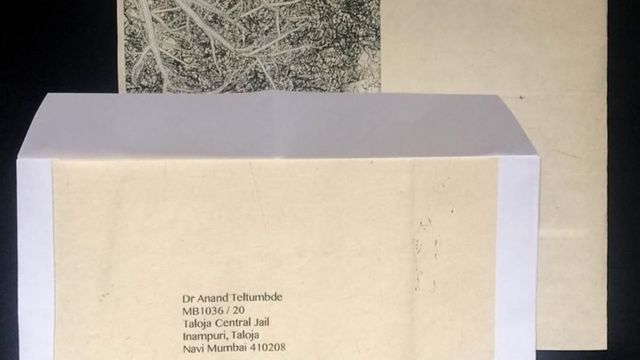 Dr Anand Teltumbde
MB1036 / 20
Taloja Central Jail
Inampuri, Taloja
Navi Mumbai 410208